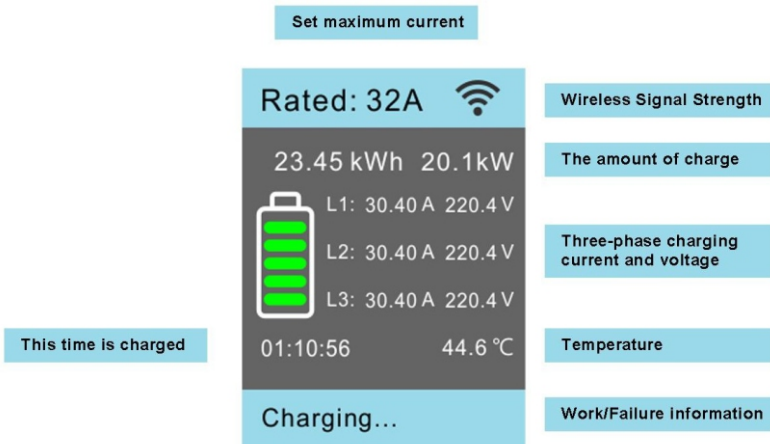 Set maximum current
Rated: 32A
Wireless Signal Strength
23.45 kWh 20.1kW
The amount of charge
L1: 30.40 A 220.4 V
L2: 30.40 A 220.4 V
Three-phase charging
current and voltage
L3: 30.40 A 220.4 V
This time is charged
01:10:56 44.6 ℃
Temperature
Charging...
Work/Failure information